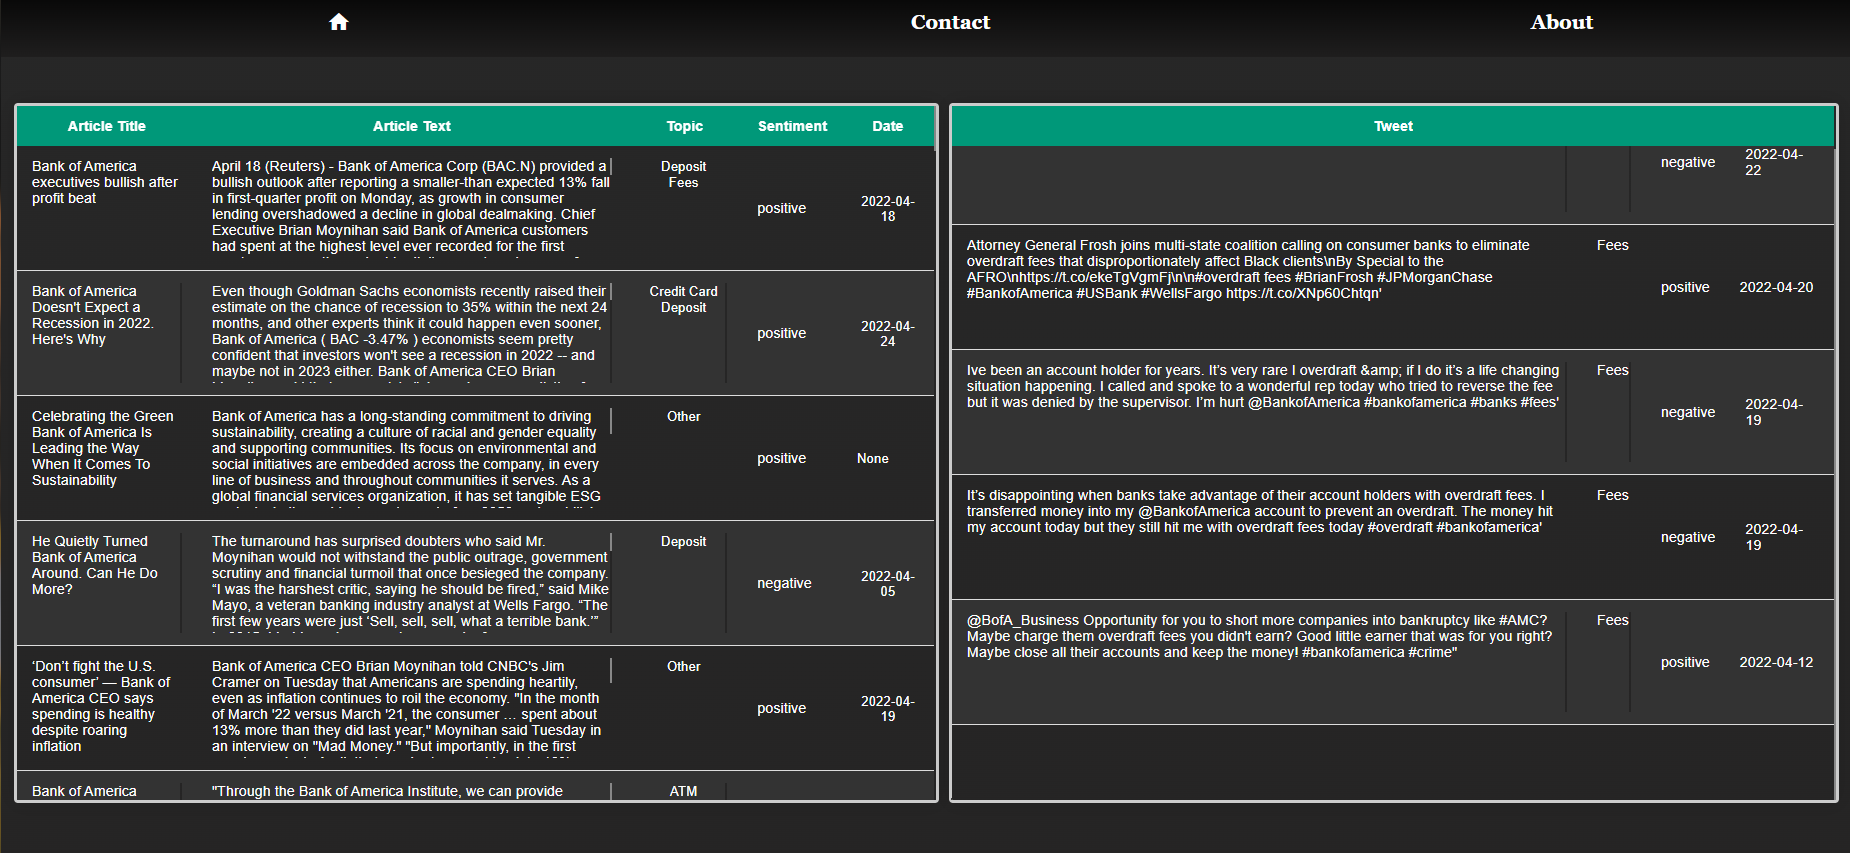 Contact
About
Article Title
Article Text
Topic
Sentiment
Date
Bank of America
executives bullish after
profit beat
April 18 (Reuters) - Bank of America Corp (BAC.N) provided a
bullish outlook after reporting a smaller-than expected 13% fall
in first-quarter profit on Monday, as growth in consumer
lending overshadowed a decline in global dealmaking. Chief
Executive Brian Moynihan said Bank of America customers
had spent at the highest level ever recorded for the first
Deposit
Fees
positive
2022-04-
18
Bank of America
Doesn't Expect a
Recession in 2022.
Here's Why
Even though Goldman Sachs economists recently raised their
estimate on the chance of recession to 35% within the next 24
months, and other experts think it could happen even sooner,
Bank of America ( BAC -3.47% ) economists seem pretty
confident that investors won't see a recession in 2022 -- and
maybe not in 2023 either. Bank of America CEO Brian
Credit Card
Deposit
positive
2022-04-
24
Celebrating the Green
Bank of America Is
Leading the Way
When It Comes To
Sustainability
Bank of America has a long-standing commitment to driving
sustainability, creating a culture of racial and gender equality
and supporting communities. Its focus on environmental and
social initiatives are embedded across the company, in every
line of business and throughout communities it serves. As a
global financial services organization, it has set tangible ESG
Other
positive
None
He Quietly Turned
Bank of America
Around. Can He Do
More?
The turnaround has surprised doubters who said Mr.
Moynihan would not withstand the public outrage, government
scrutiny and financial turmoil that once besieged the company.
“I was the harshest critic, saying he should be fired,” said Mike
Mayo, a veteran banking industry analyst at Wells Fargo. “The
first few years were just ‘Sell, sell, sell, what a terrible bank.’”
Deposit
negative
2022-04-
05
‘Don’t fight the U.S.
consumer’ — Bank of
America CEO says
spending is healthy
despite roaring
inflation
Bank of America CEO Brian Moynihan told CNBC's Jim
Cramer on Tuesday that Americans are spending heartily,
even as inflation continues to roil the economy. "In the month
of March '22 versus March '21, the consumer … spent about
13% more than they did last year," Moynihan said Tuesday in
an interview on "Mad Money." "But importantly, in the first
Other
positive
2022-04-
19
Bank of America
"Through the Bank of America Institute, we can provide
ATM
Tweet
negative
2022-04-
22
Attorney General Frosh joins multi-state coalition calling on consumer banks to eliminate
overdraft fees that disproportionately affect Black clients\nBy Special to the
AFRO\nhttps://t.co/ekeTgVgmFj\n\n#overdraft fees #BrianFrosh #JPMorganChase
#BankofAmerica #USBank #WellsFargo https://t.co/XNp60Chtqn'
Fees
positive
2022-04-20
Ive been an account holder for years. It’s very rare I overdraft &amp; if I do it’s a life changing
situation happening. I called and spoke to a wonderful rep today who tried to reverse the fee
but it was denied by the supervisor. I’m hurt @BankofAmerica #bankofamerica #banks #fees'
Fees
negative
2022-04-
19
It’s disappointing when banks take advantage of their account holders with overdraft fees. I
transferred money into my @BankofAmerica account to prevent an overdraft. The money hit
my account today but they still hit me with overdraft fees today #overdraft #bankofamerica'
Fees
negative
2022-04-
19
@BofA_Business Opportunity for you to short more companies into bankruptcy like #AMC?
Maybe charge them overdraft fees you didn't earn? Good little earner that was for you right?
Maybe close all their accounts and keep the money! #bankofamerica #crime"
Fees
positive
2022-04-12